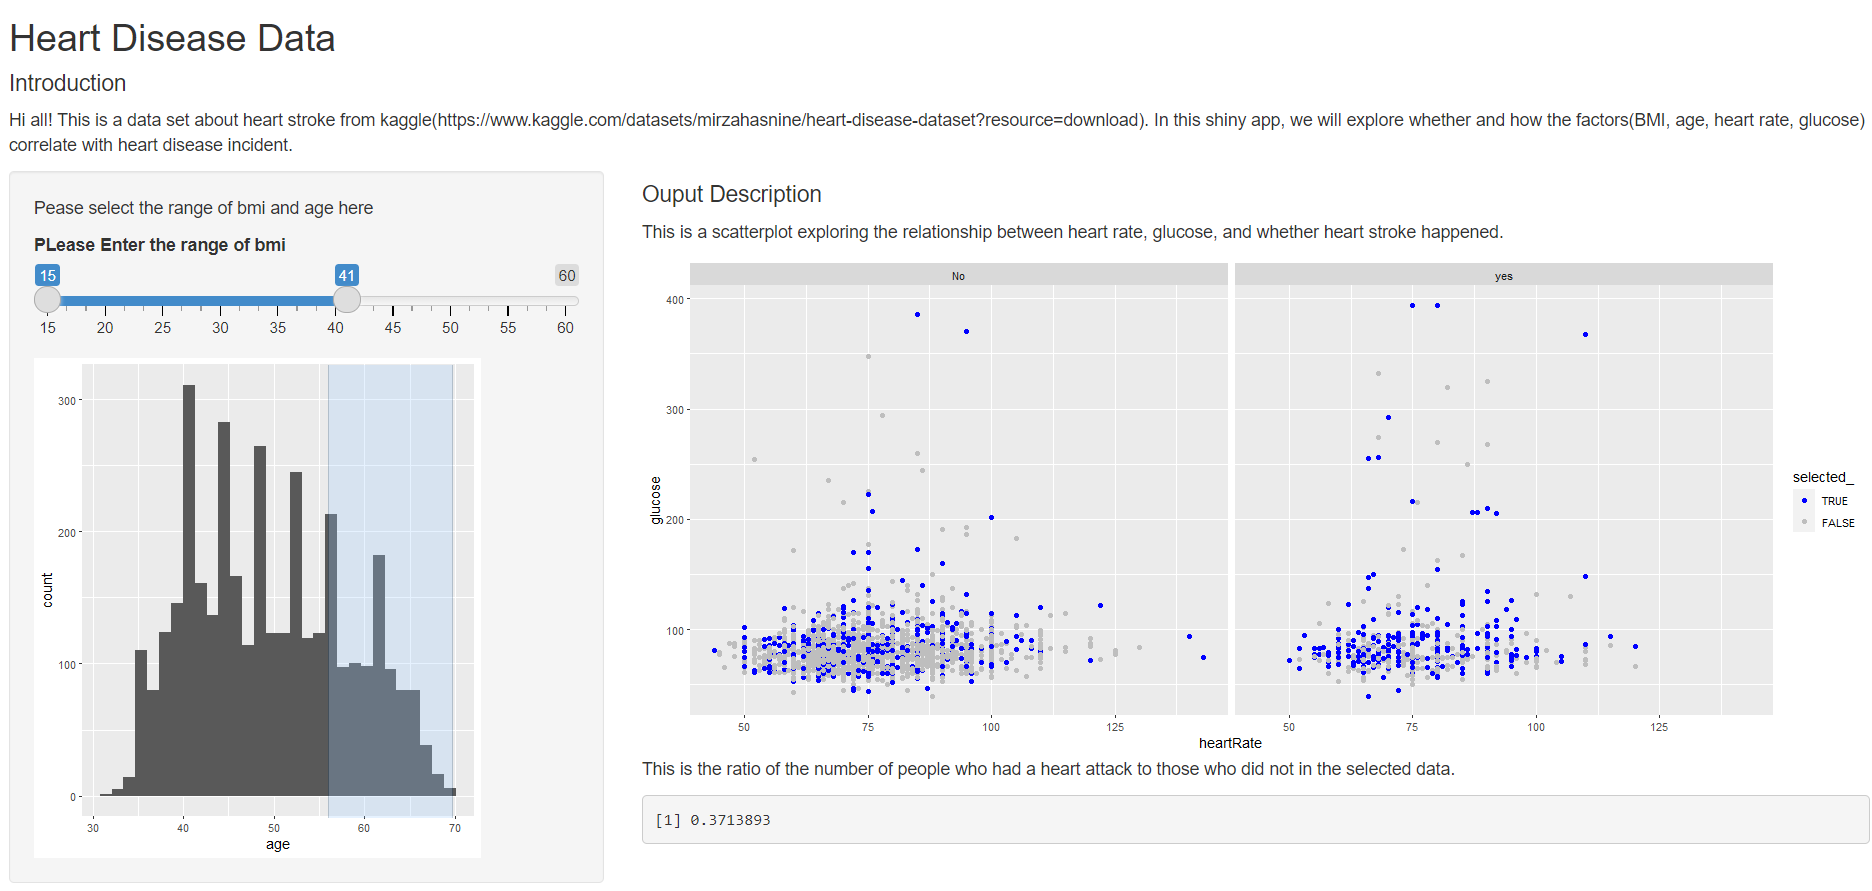 Heart Disease Data
Introduction
Hi all! This is a data set about heart stroke from kaggle(https://www.kaggle.com/datasets/mirzahasnine/heart-disease-dataset?resource=download). In this shiny app, we will explore whether and how the factors(BMI, age, heart rate, glucose)
correlate with heart disease incident.
Pease select the range of bmi and age here
PLease Enter the range of bmi
15 41 60
15 20 25 30 35 40 45 50 55 60
300
200
100
0
count
30 40 50 60 70
age
Ouput Description
This is a scatterplot exploring the relationship between heart rate, glucose, and whether heart stroke happened.
No yes
400
300
200
100
glucose
50 75 100 125 50 75 100 125
heartRate
selected_
TRUE
FALSE
This is the ratio of the number of people who had a heart attack to those who did not in the selected data.
[1] 0.3713893